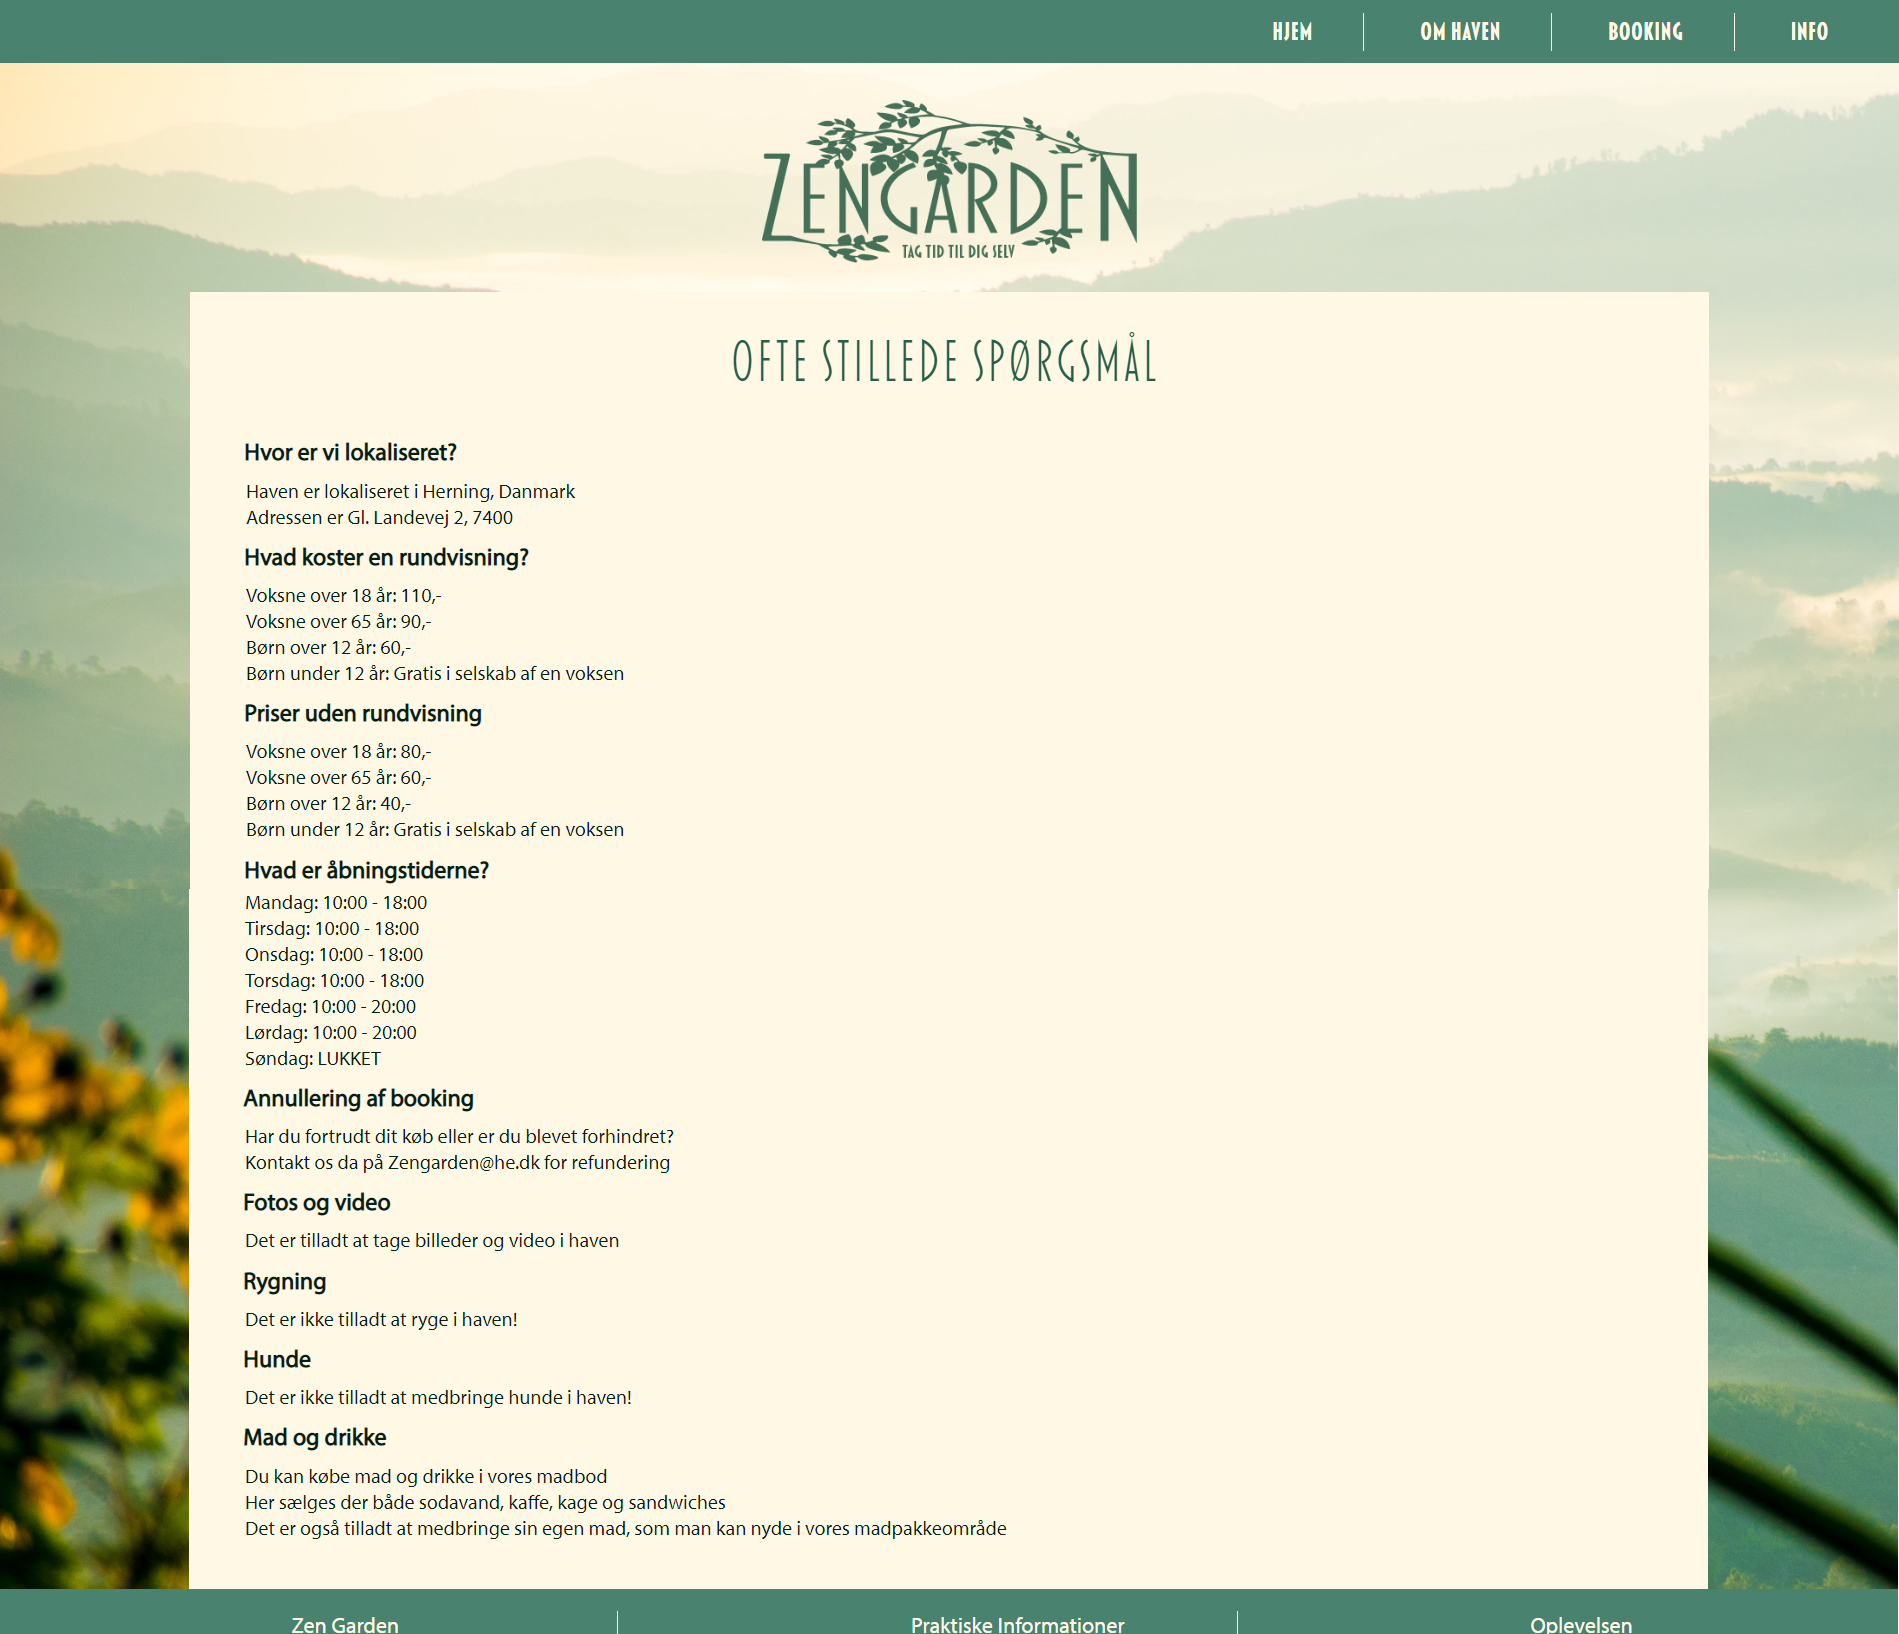 HJEM
OM HAVEN
BOOKING
INFO
ZENGARDEN
TAG TID TIL DIG SELV
OFTE STILLEDE SPØRGSMÅL
Hvor er vi lokaliseret?
Haven er lokaliseret i Herning, Danmark
Adressen er Gl. Landevej 2, 7400
Hvad koster en rundvisning?
Voksne over 18 år: 110,-
Voksne over 65 år: 90,-
Børn over 12 år: 60,-
Børn under 12 år: Gratis i selskab af en voksen
Priser uden rundvisning
Voksne over 18 år: 80,-
Voksne over 65 år: 60,-
Børn over 12 år: 40,-
Børn under 12 år: Gratis i selskab af en voksen
Hvad er åbningstiderne?
Mandag: 10:00 - 18:00
Tirsdag: 10:00 - 18:00
Onsdag: 10:00 - 18:00
Torsdag: 10:00 - 18:00
Fredag: 10:00 - 20:00
Lørdag: 10:00 - 20:00
Søndag: LUKKET
Annullering af booking
Har du fortrudt dit køb eller er du blevet forhindret?
Kontakt os da på Zengarden@he.dk for refundering
Fotos og video
Det er tilladt at tage billeder og video i haven
Rygning
Det er ikke tilladt at ryge i haven!
Hunde
Det er ikke tilladt at medbringe hunde i haven!
Mad og drikke
Du kan købe mad og drikke i vores madbod
Her sælges der både sodavand, kaffe, kage og sandwiches
Det er også tilladt at medbringe sin egen mad, som man kan nyde i vores madpakkeområde
Zen Garden
Praktiske Informationer
Oplevelsen